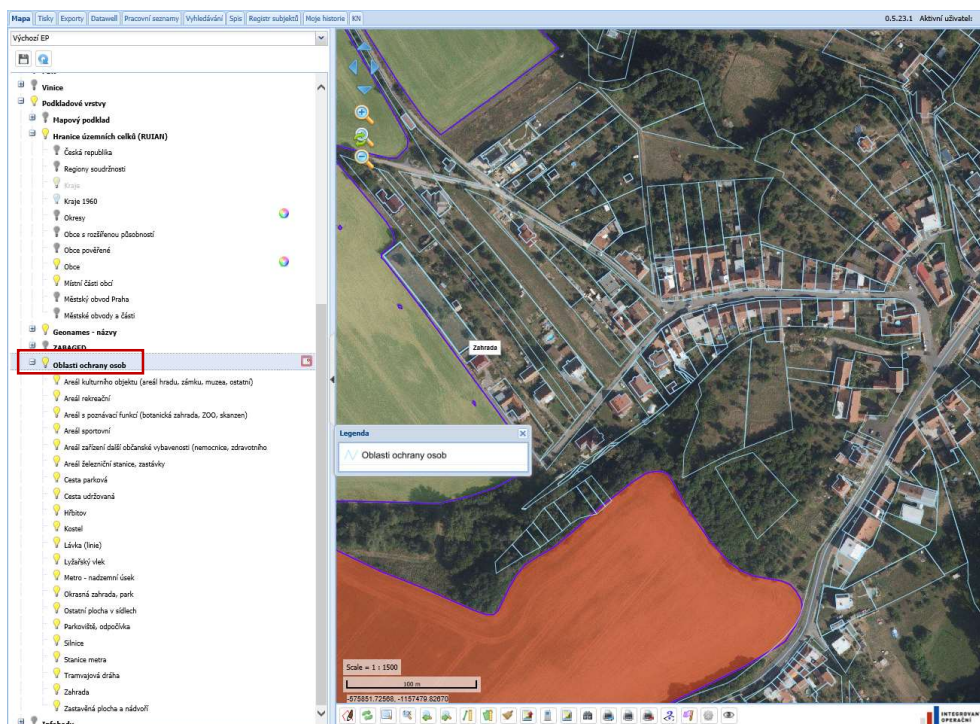 Mapa Tisky Exporty Datawell Pracovní seznamy Vyhledávání Spis Registr subjektů Moje historie KN 0.5.23.1 Aktivní uživatel:
Výchozí EP
Vinice
Podkladové vrstvy
Mapový podklad
Hranice územních celků (RUIAN)
Česká republika
Regiony soudržnosti
Kraje
Kraje 1960
Okresy
Obce s rozšířenou působností
Obce pověřené
Obce
Místní části obcí
Městský obvod Praha
Městské obvody a části
Geonames - názvy
ZABAGED
Oblasti ochrany osob
Areál kulturního objektu (areál hradu, zámku, muzea, ostatní)
Areál rekreační
Areál s poznávací funkcí (botanická zahrada, ZOO, skanzen)
Areál sportovní
Areál zařízení další občanské vybavenosti (nemocnice, zdravotního
Areál železniční stanice, zastávky
Cesta parková
Cesta udržovaná
Hřbitov
Kostel
Lávka (linie)
Lyžařský vlek
Metro - nadzemní úsek
Okrasná zahrada, park
Ostatní plocha v sídlech
Parkoviště, odpočívka
Silnice
Stanice metra
Tramvajová dráha
Zahrada
Zastavěná plocha a nádvoří
Infobody
Zahrada
Legenda
Oblasti ochrany osob
Scale = 1 : 1500
100 m
-575851.72568, -1157479.82670
INTEGROVAN
OPERAČNÍ